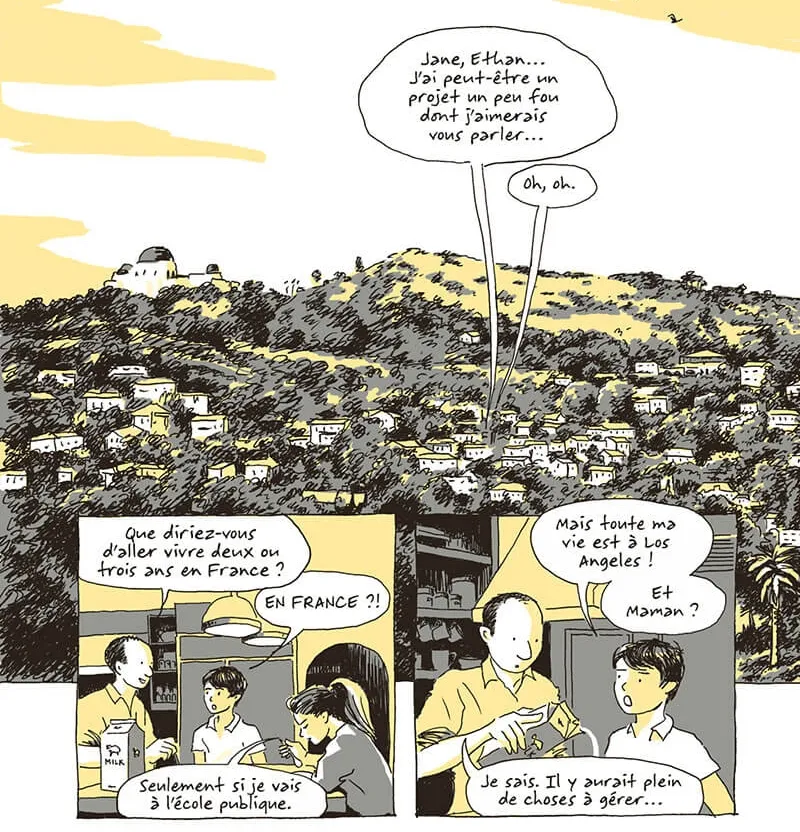 Jane, Ethan...
J'ai peut-être un
projet un peu fou
dont j'aimerais
vous parler...
Oh, oh.
Que diriez-vous
d'aller vivre deux ou
trois ans en France ?
EN FRANCE ?!
MILK
Seulement si je vais
à l'école publique.
Mais toute ma
vie est à Los
Angeles !
Et
Maman ?
Je sais. Il y aurait plein
de choses à gérer...